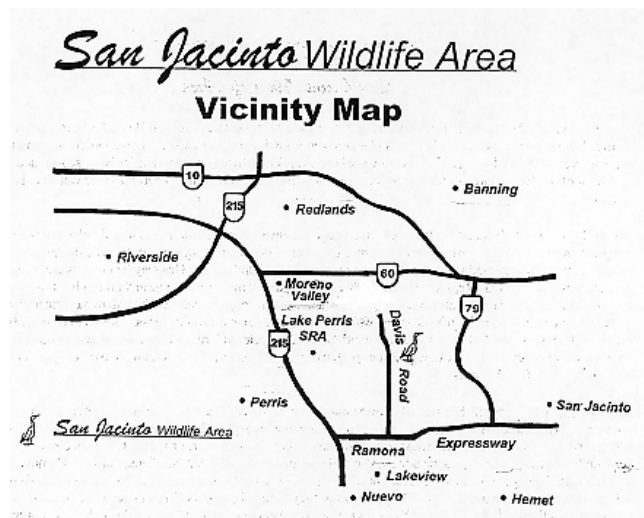 San Jacinto Wildlife Area
Vicinity Map
10
Banning
215
Redlands
Riverside
60
Moreno
Valley
79
Lake Perris
SRA
Davis Road
215
Perris
San Jacinto
San Jacinto Wildlife Area
Ramona Expressway
Lakeview
Nuevo
Hemet